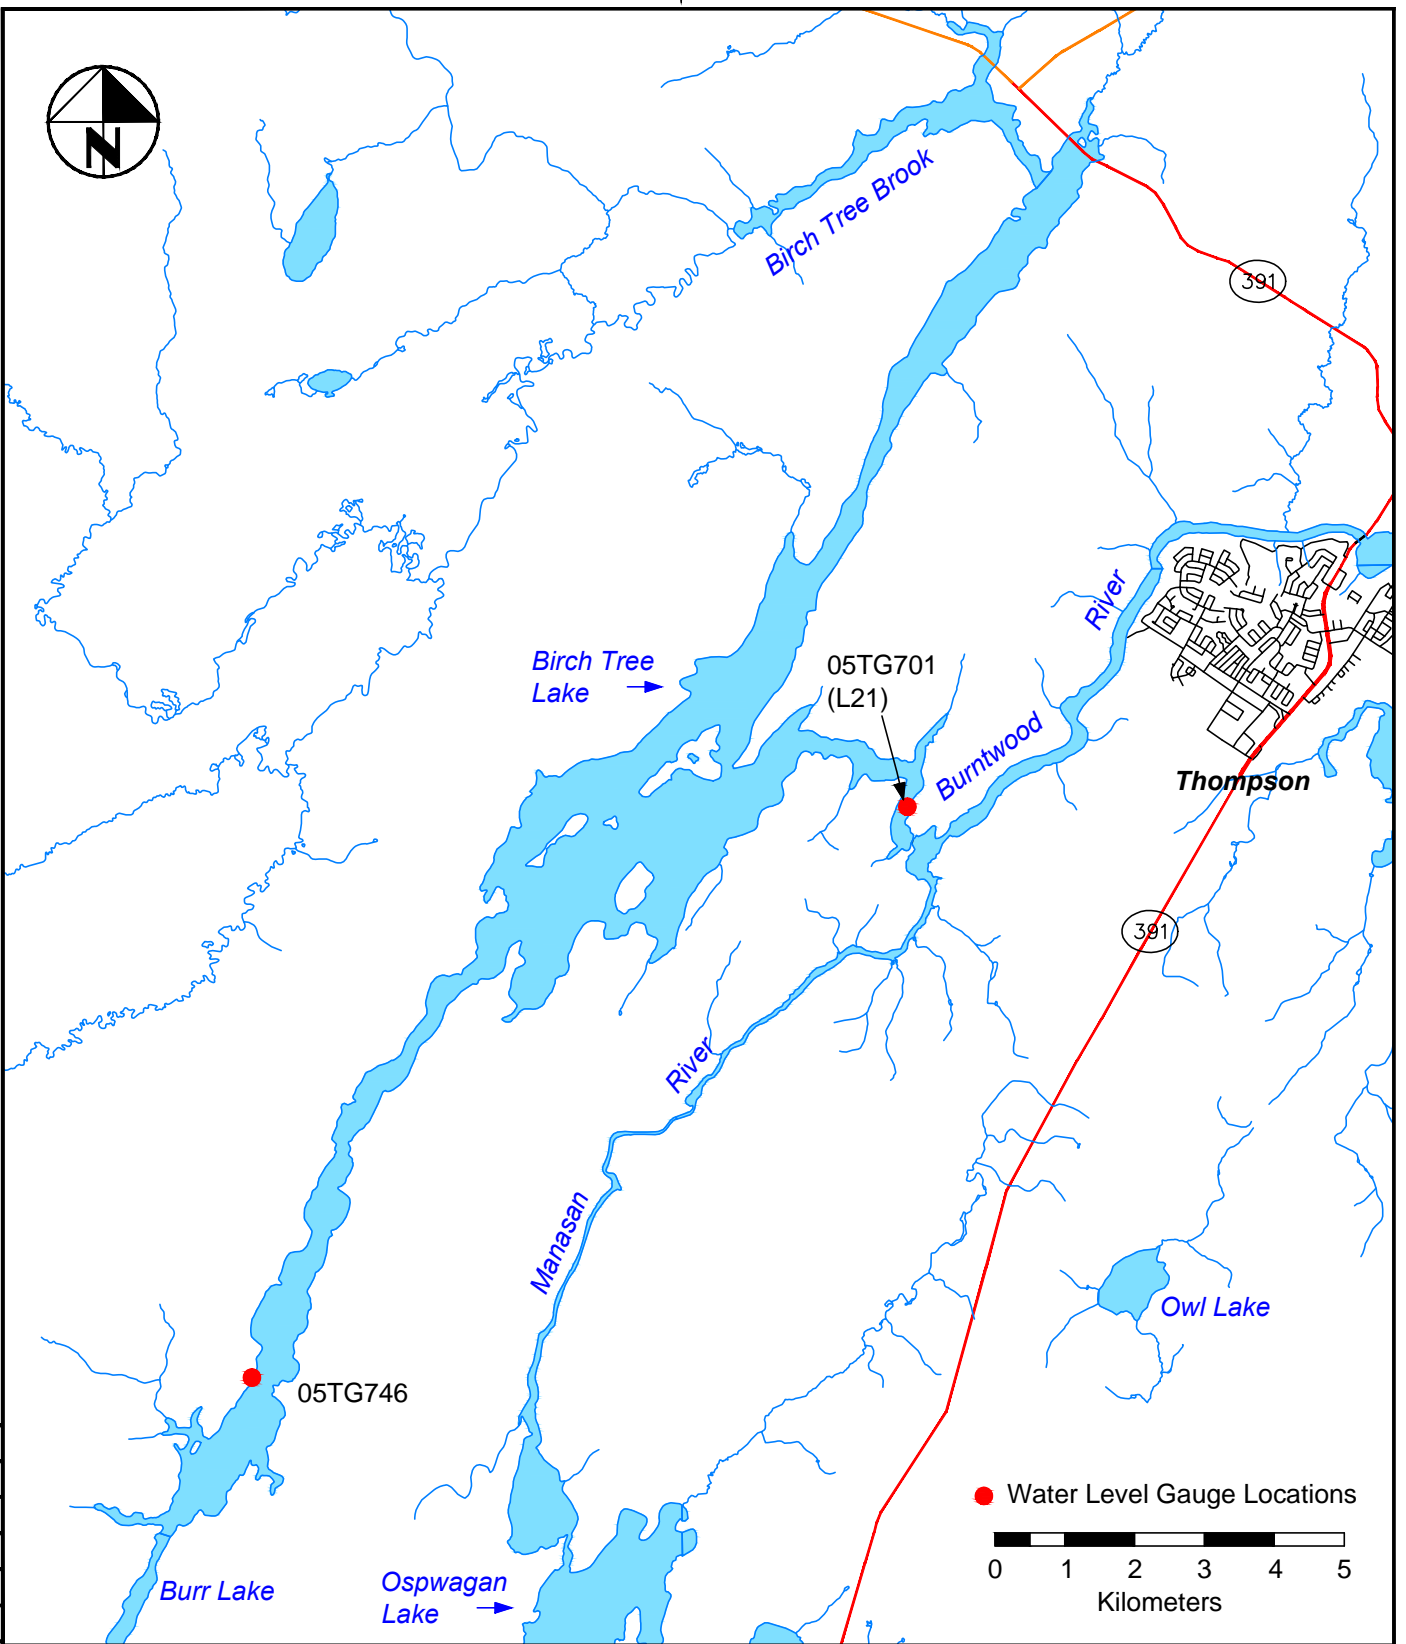 N
Birch Tree Brook
391
River
Birch Tree
Lake
05TG701
(L21)
Burntwood
Thompson
391
River
Manasan
Owl Lake
05TG746
Water Level Gauge Locations
0 1 2 3 4 5
Kilometers
Burr Lake
Ospwagan
Lake